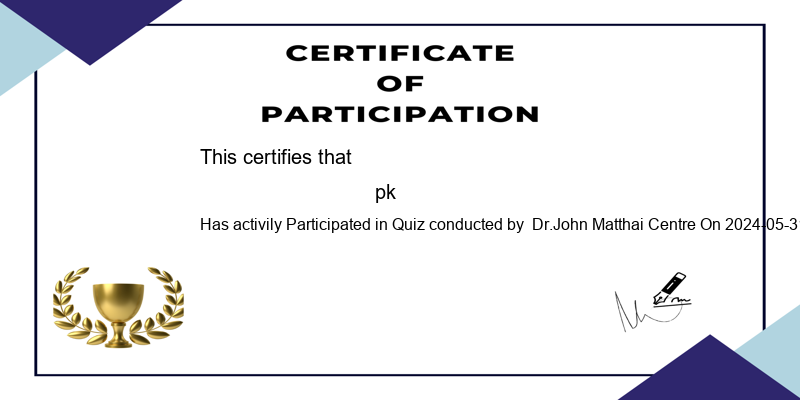 CERTIFICATE
OF
PARTICIPATION
This certifies that
pk
Has activily Participated in Quiz conducted by Dr.John Matthai Centre On 2024-05-3